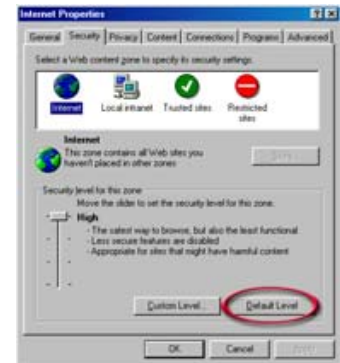 Internet Properties
General Security Privacy Content Connections Programs Advanced
Select a Web content zone to specify its security settings.
Internet Local intranet Trusted sites Restricted sites
Internet
This zone contains all Web sites you haven't placed in other zones
Sites...
Security level for this zone
Move the slider to set the security level for this zone.
High
- The safest way to browse, but also the least functional
- Less secure features are disabled
- Appropriate for sites that might have harmful content
Custom Level... Default Level
OK Cancel Apply